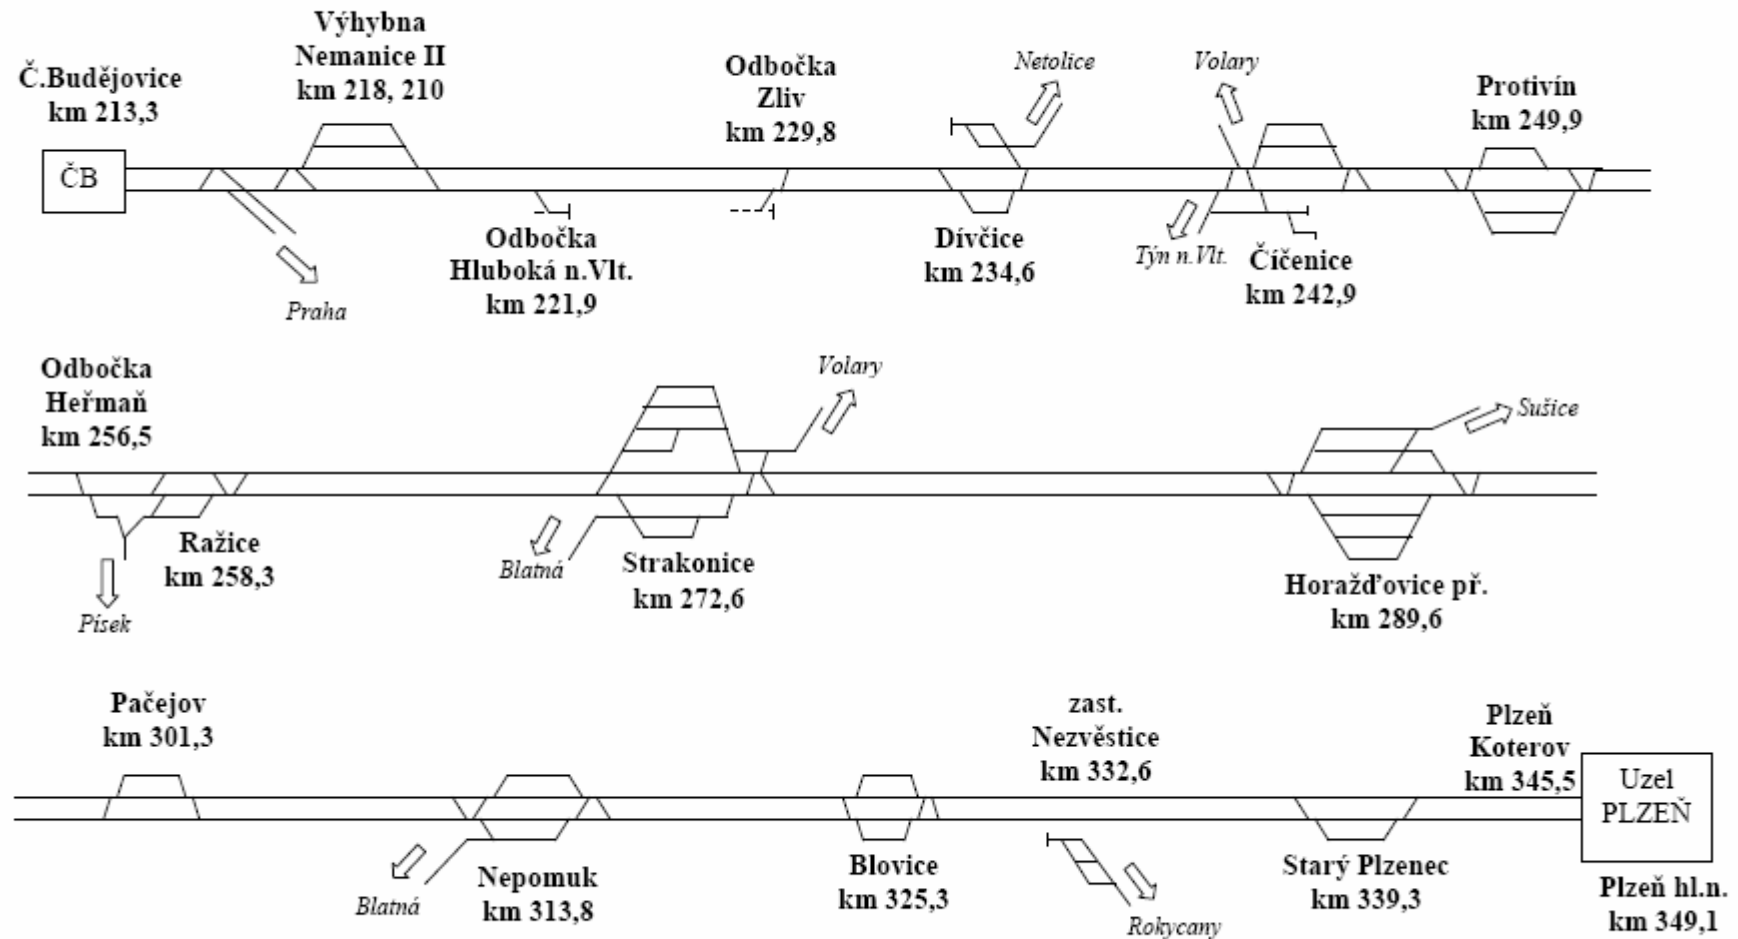 Č.Budějovice
km 213,3
ČB
Výhybna
Nemanice II
km 218, 210
Praha
Odbočka
Hluboká n.Vlt.
km 221,9
Odbočka
Zliv
km 229,8
Netolice
Dívčice
km 234,6
Volary
Týn n.Vlt.
Číčenice
km 242,9
Protivín
km 249,9
Odbočka
Heřmaň
km 256,5
Písek
Ražice
km 258,3
Volary
Blatná
Strakonice
km 272,6
Sušice
Horažďovice př.
km 289,6
Pačejov
km 301,3
Blatná
Nepomuk
km 313,8
Blovice
km 325,3
zast.
Nezvěstice
km 332,6
Rokycany
Starý Plzenec
km 339,3
Plzeň
Koterov
km 345,5
Uzel
PLZEŇ
Plzeň hl.n.
km 349,1